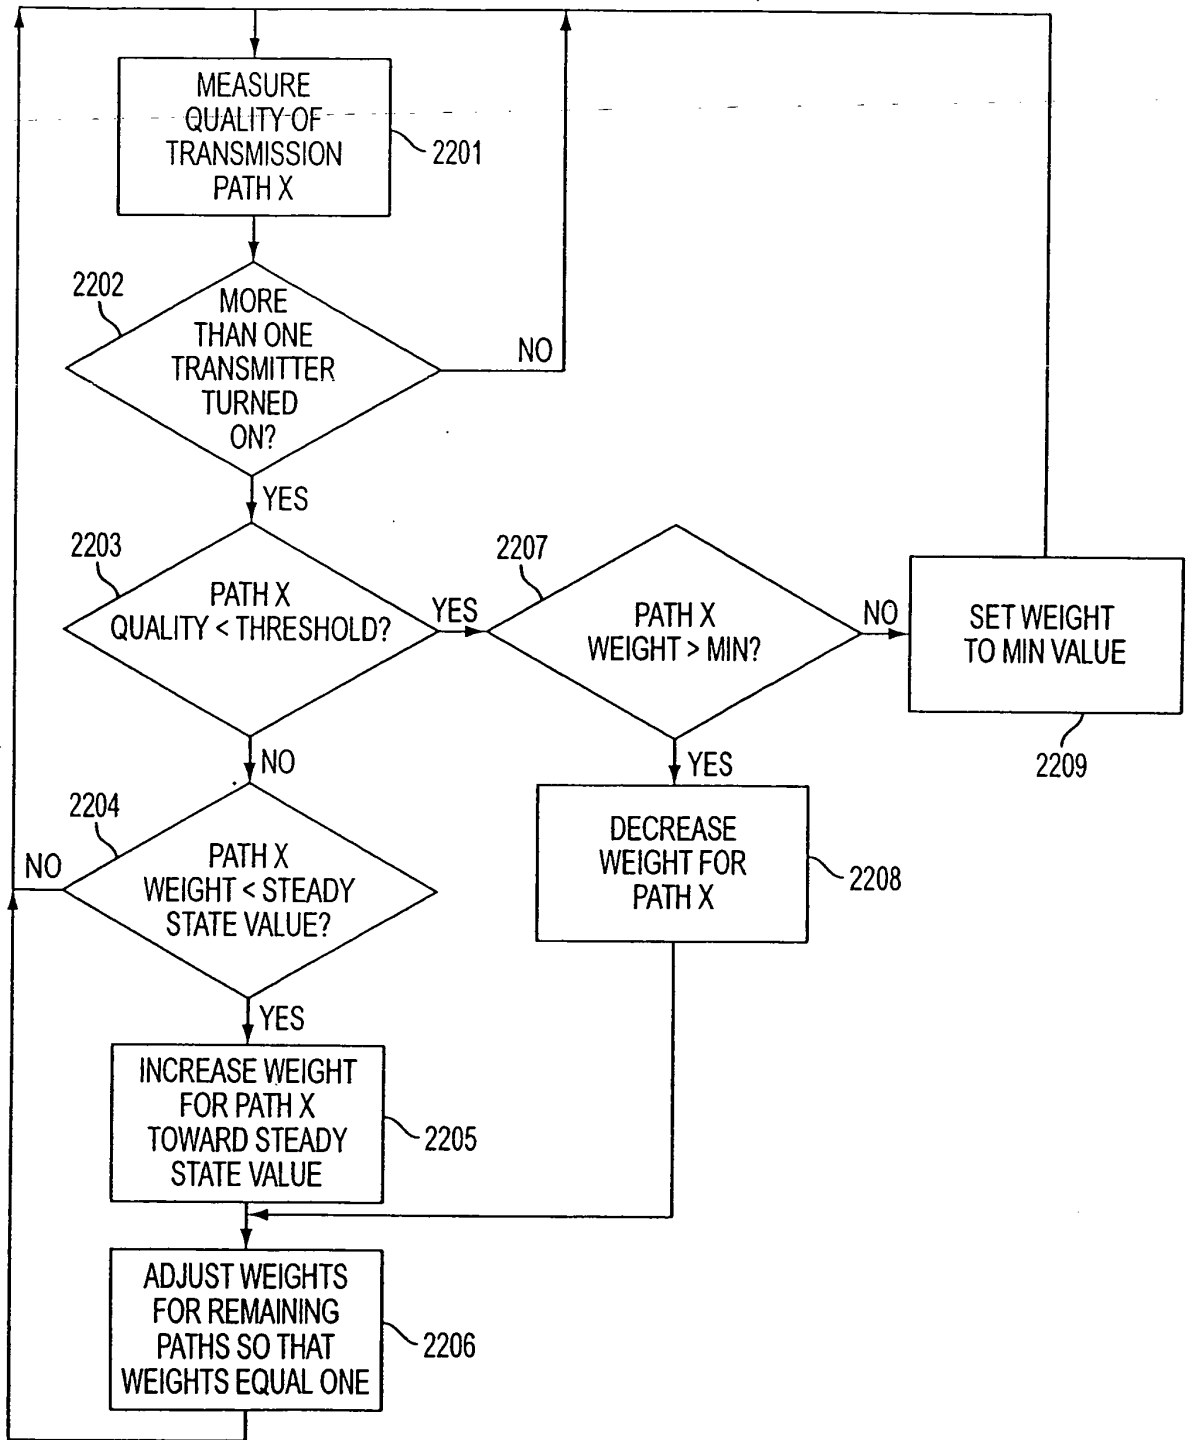 MEASURE
QUALITY OF
TRANSMISSION
PATH X
2201
2202
MORE
THAN ONE
TRANSMITTER
TURNED
ON?
NO
YES
2203
PATH X
QUALITY < THRESHOLD?
YES
2207
PATH X
WEIGHT > MIN?
NO
SET WEIGHT
TO MIN VALUE
2209
NO
YES
2204
NO
PATH X
WEIGHT < STEADY
STATE VALUE?
DECREASE
WEIGHT FOR
PATH X
2208
YES
INCREASE WEIGHT
FOR PATH X
TOWARD STEADY
STATE VALUE
2205
ADJUST WEIGHTS
FOR REMAINING
PATHS SO THAT
WEIGHTS EQUAL ONE
2206